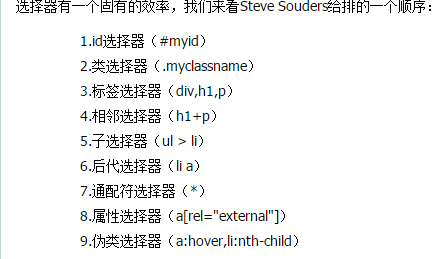 选择器有一个固有的效率，我们来看Steve Souders给排的一个顺序：
1.id选择器（#myid）
2.类选择器（.myclassname）
3.标签选择器（div,h1,p）
4.相邻选择器（h1+p）
5.子选择器（ul > li）
6.后代选择器（li a）
7.通配符选择器（*）
8.属性选择器（a[rel="external"]）
9.伪类选择器（a:hover,li:nth-child）